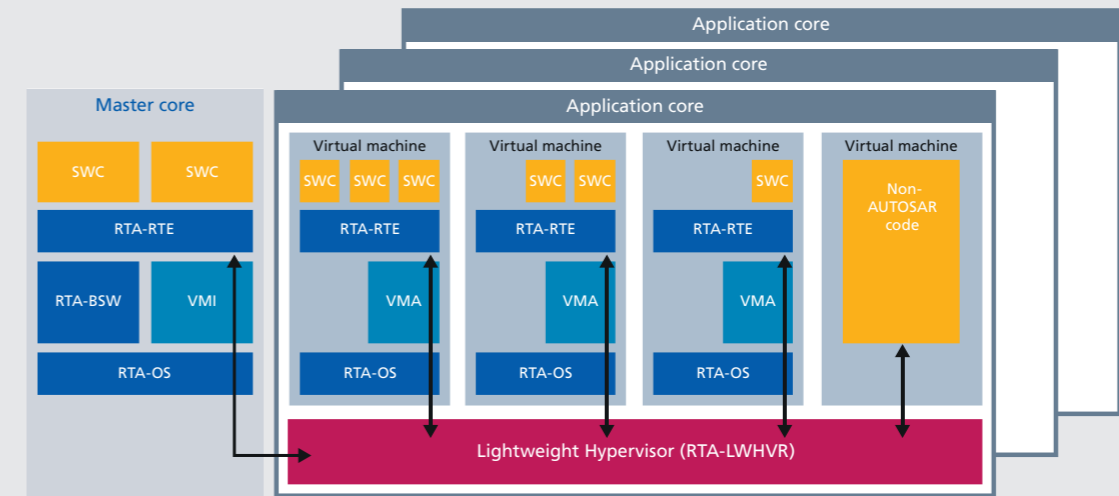 Application core
Application core
Application core
Master core
SWC
SWC
RTA-RTE
RTA-BSW
VMI
RTA-OS
Virtual machine
SWC
SWC
SWC
RTA-RTE
VMA
RTA-OS
Virtual machine
SWC
SWC
RTA-RTE
VMA
RTA-OS
Virtual machine
SWC
RTA-RTE
VMA
RTA-OS
Virtual machine
Non-
AUTOSAR
code
Lightweight Hypervisor (RTA-LWHVR)